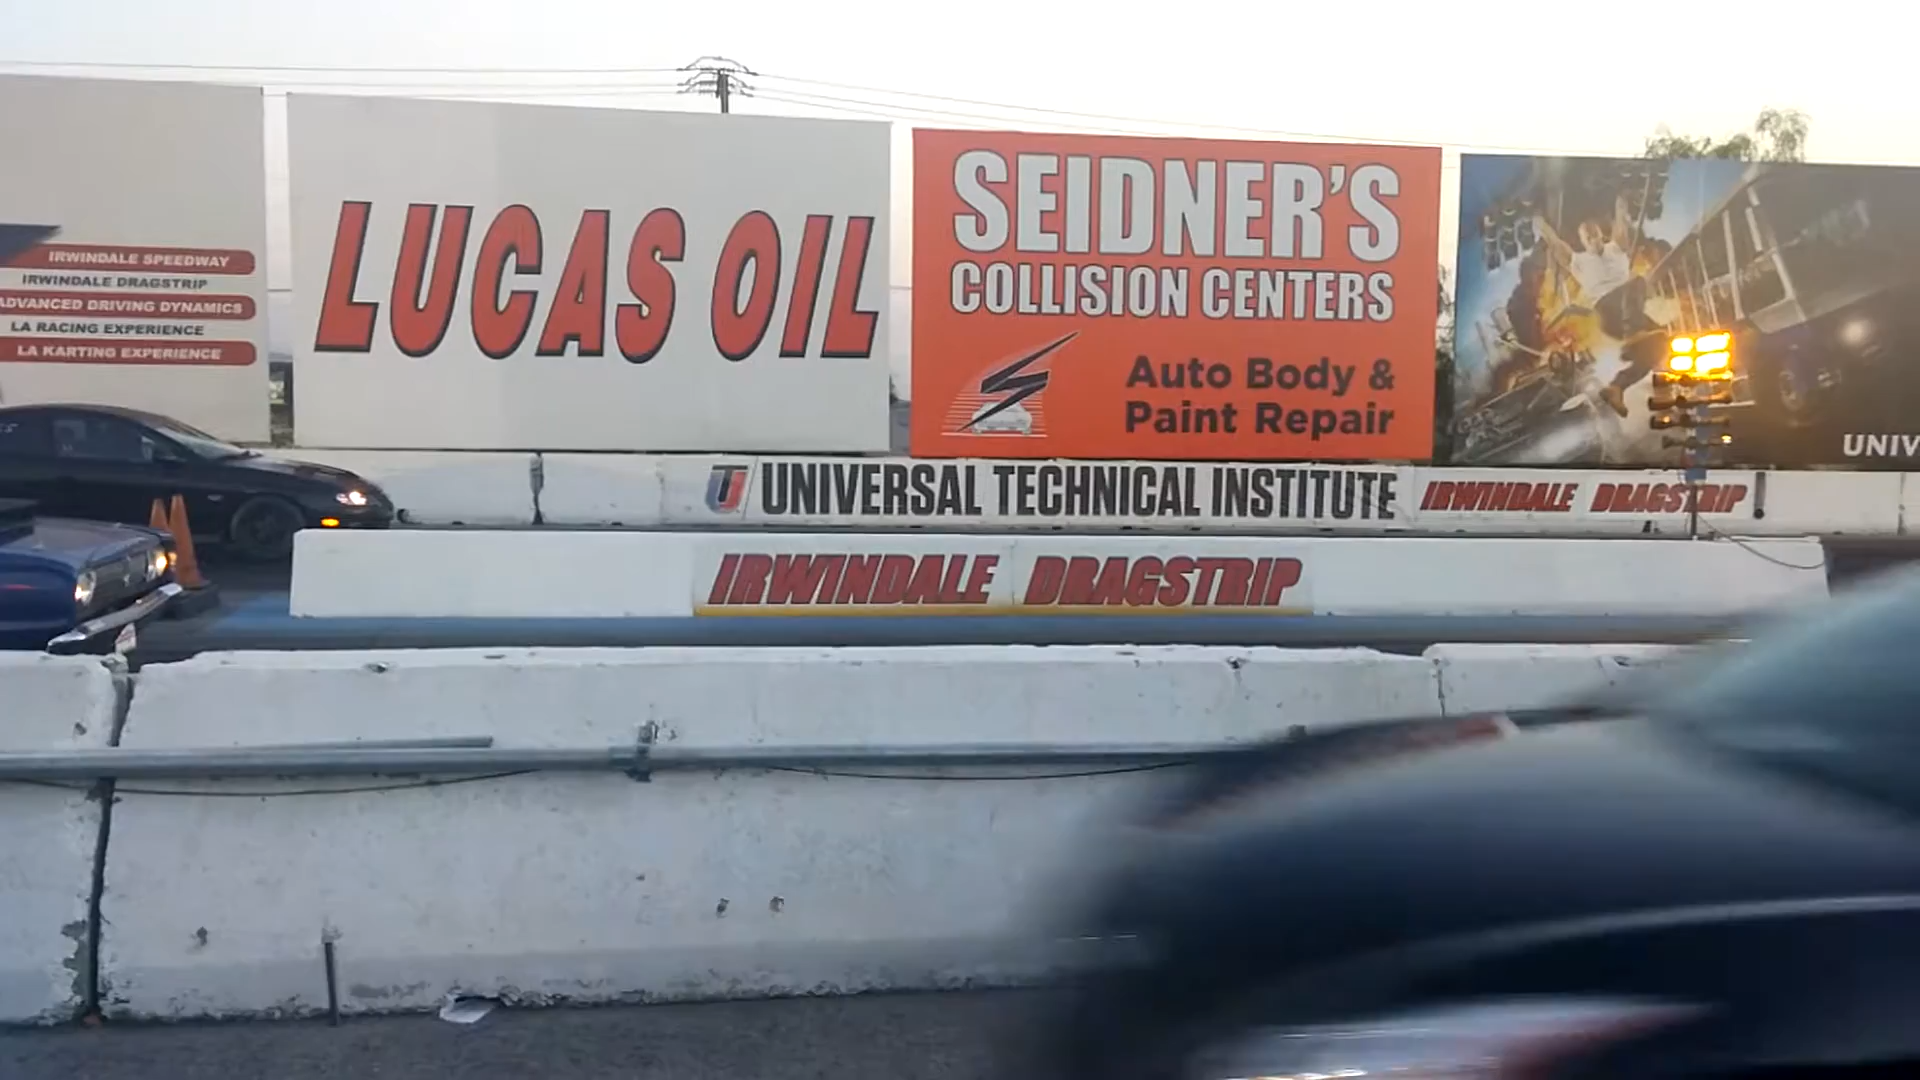 IRWINDALE SPEEDWAY
IRWINDALE DRAGSTRIP
ADVANCED DRIVING DYNAMICS
LA RACING EXPERIENCE
LA KARTING EXPERIENCE
LUCAS OIL
SEIDNER'S
COLLISION CENTERS
Auto Body &
Paint Repair
UNIV
UNIVERSAL TECHNICAL INSTITUTE
IRWINDALE DRAGSTRIP
IRWINDALE DRAGSTRIP